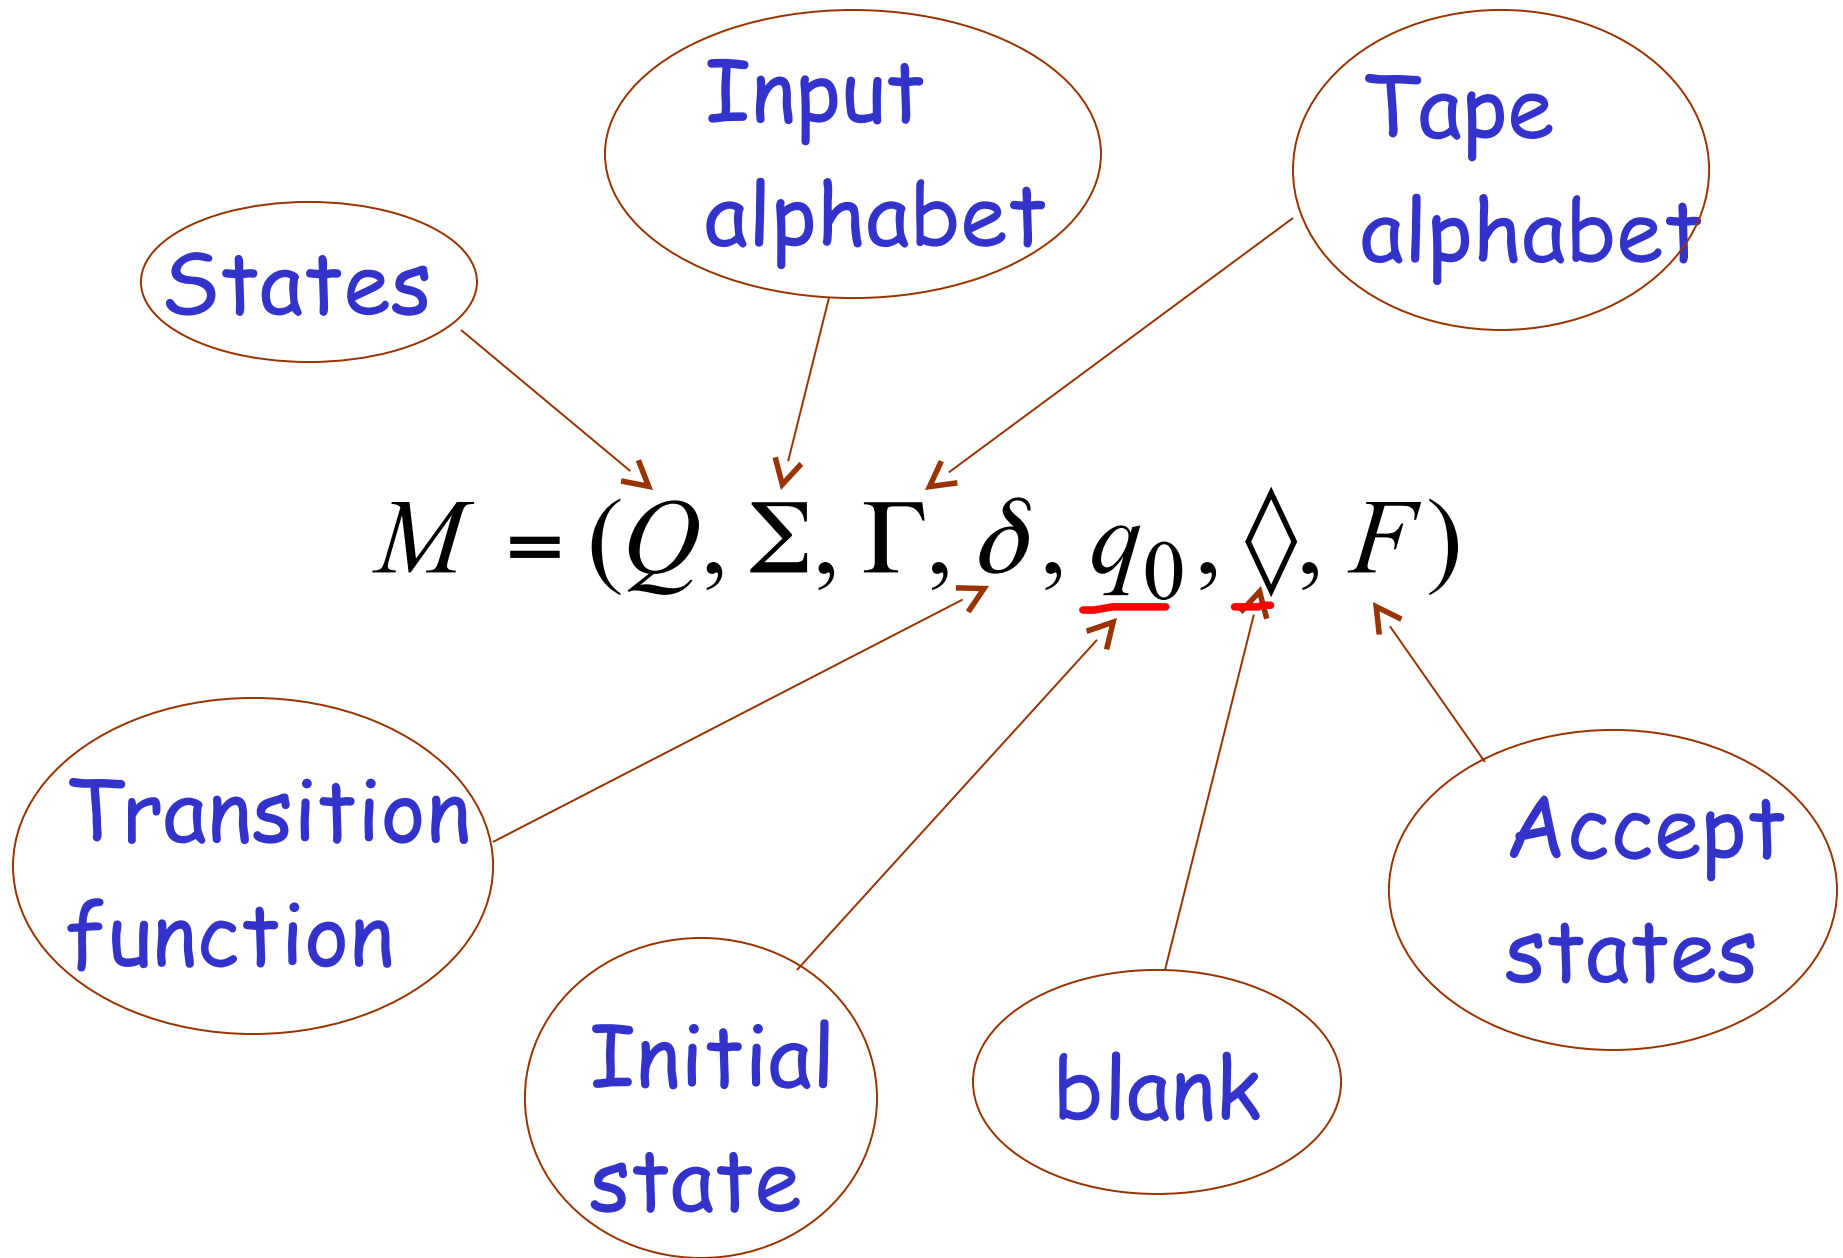 Input
alphabet
Tape
alphabet
States
M = (Q, Σ, Γ, δ, q₀, ◊, F)
Transition
function
Initial
state
blank
Accept
states